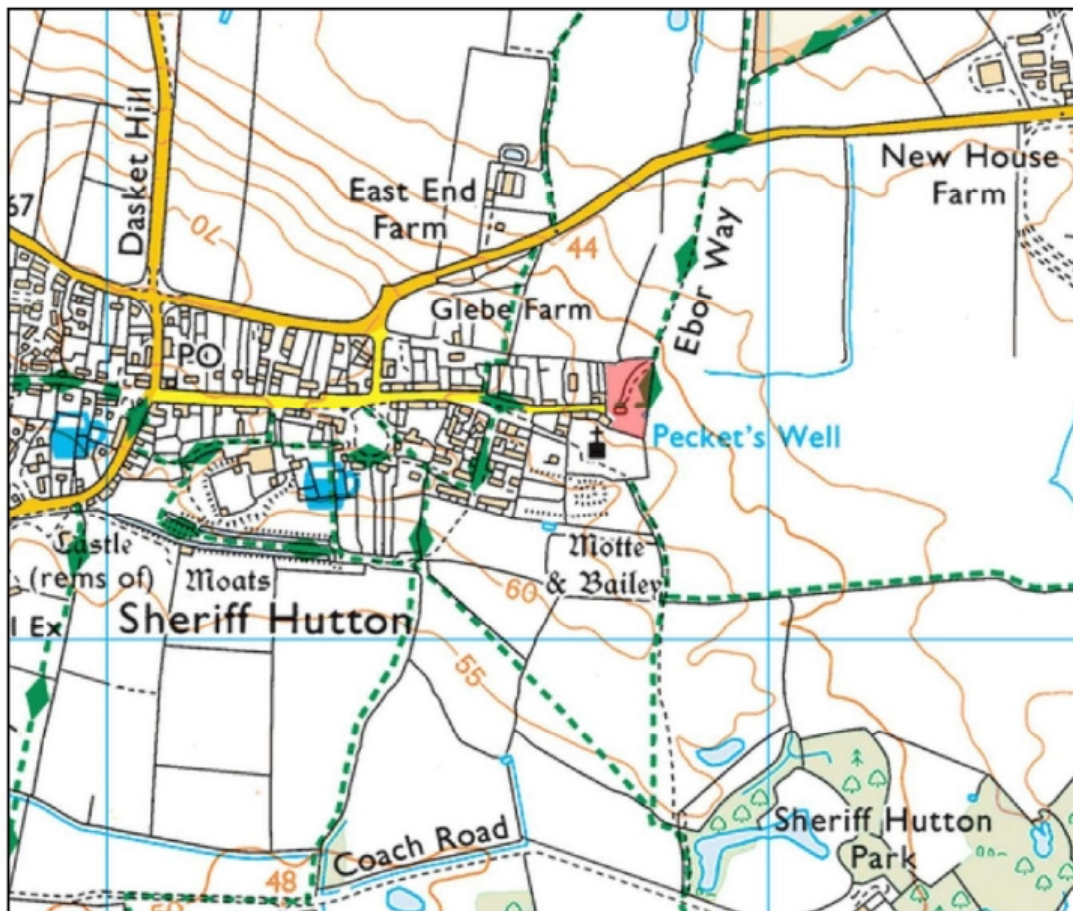 Dasket Hill
67
70
East End
Farm
44
New House
Farm
Ebor Way
Glebe Farm
PO
Pecket's Well
Castle
(rems of)
Moats
Motte
& Bailey
60
Sheriff Hutton
Ex
55
Coach Road
48
Sheriff Hutton
Park